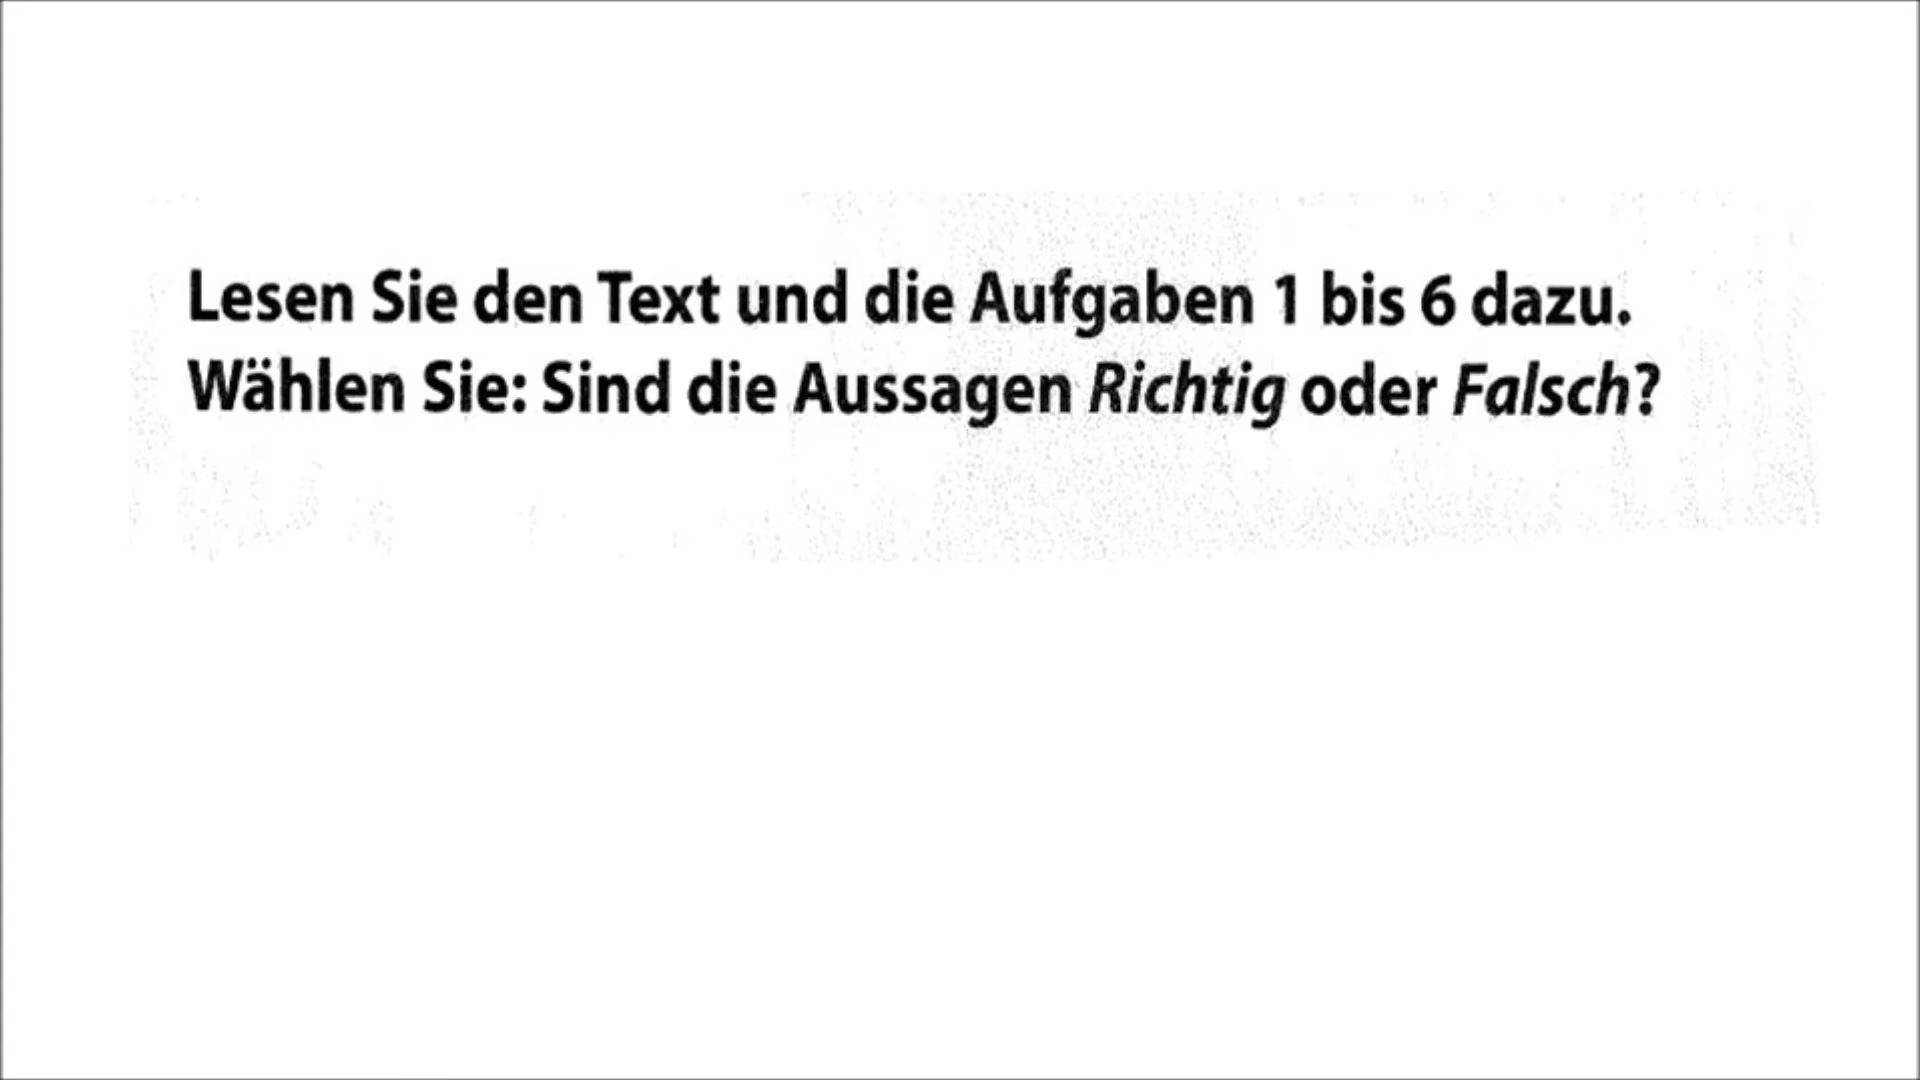 Lesen Sie den Text und die Aufgaben 1 bis 6 dazu.
Wählen Sie: Sind die Aussagen Richtig oder Falsch?